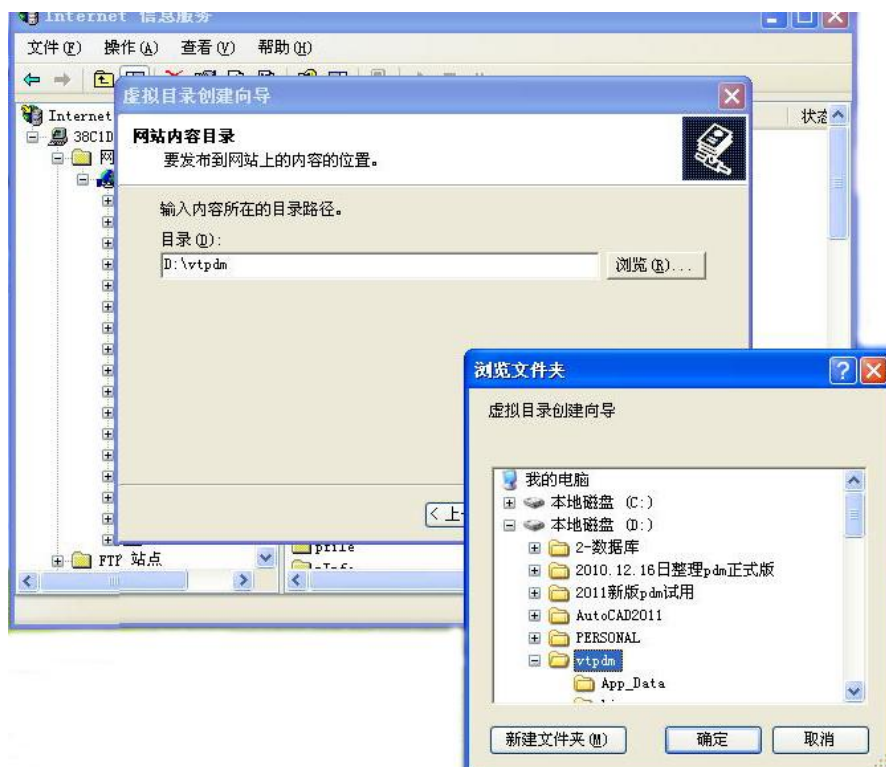 Internet 信息服务
文件(F) 操作(A) 查看(V) 帮助(H)
虚拟目录创建向导
Internet
状态
38C1D
网
网站内容目录
要发布到网站上的内容的位置。
输入内容所在的目录路径。
目录(D):
D:\vtpdm
浏览(R)...
<上
FTP 站点
pfile
浏览文件夹
虚拟目录创建向导
我的电脑
本地磁盘 (C:)
本地磁盘 (D:)
2-数据库
2010.12.16日整理pdm正式版
2011新版pdm试用
AutoCAD2011
PERSONAL
vtpdm
App_Data
新建文件夹(M)
确定
取消